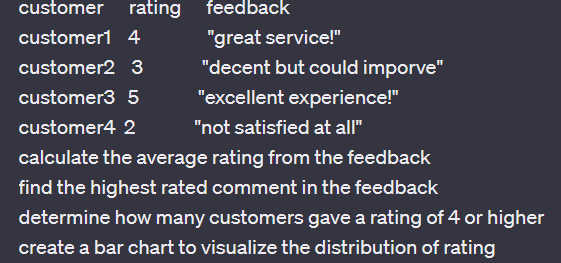 customer rating feedback
customer1 4 "great service!"
customer2 3 "decent but could imporve"
customer3 5 "excellent experience!"
customer4 2 "not satisfied at all"
calculate the average rating from the feedback
find the highest rated comment in the feedback
determine how many customers gave a rating of 4 or higher
create a bar chart to visualize the distribution of rating